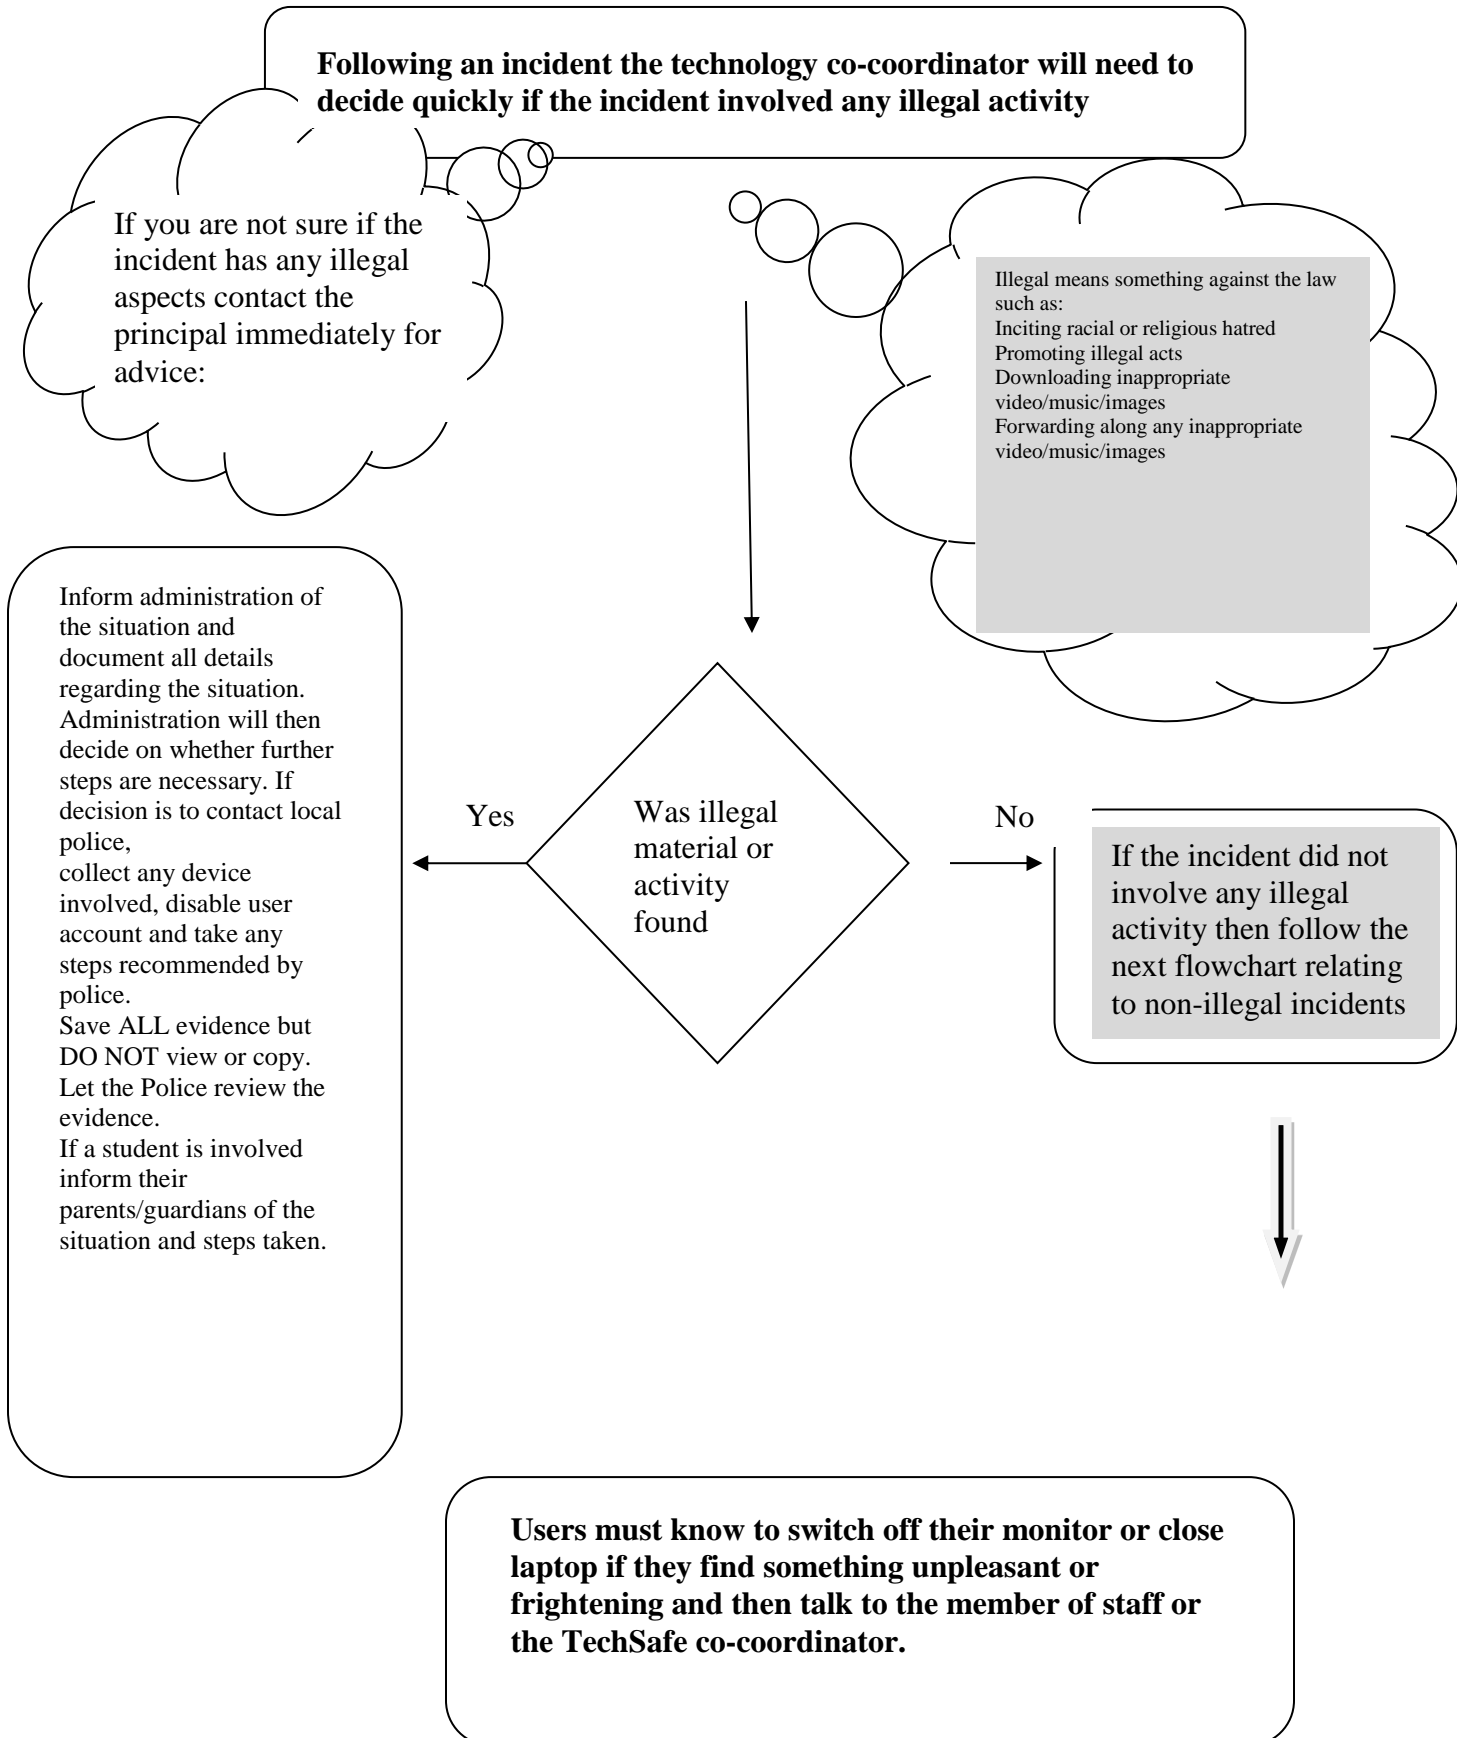 Following an incident the technology co-coordinator will need to
decide quickly if the incident involved any illegal activity
If you are not sure if the
incident has any illegal
aspects contact the
principal immediately for
advice:
Illegal means something against the law
such as:
Inciting racial or religious hatred
Promoting illegal acts
Downloading inappropriate
video/music/images
Forwarding along any inappropriate
video/music/images
Inform administration of
the situation and
document all details
regarding the situation.
Administration will then
decide on whether further
steps are necessary. If
decision is to contact local
police,
collect any device
involved, disable user
account and take any
steps recommended by
police.
Save ALL evidence but
DO NOT view or copy.
Let the Police review the
evidence.
If a student is involved
inform their
parents/guardians of the
situation and steps taken.
Yes
Was illegal
material or
activity
found
No
If the incident did not
involve any illegal
activity then follow the
next flowchart relating
to non-illegal incidents
Users must know to switch off their monitor or close
laptop if they find something unpleasant or
frightening and then talk to the member of staff or
the TechSafe co-coordinator.